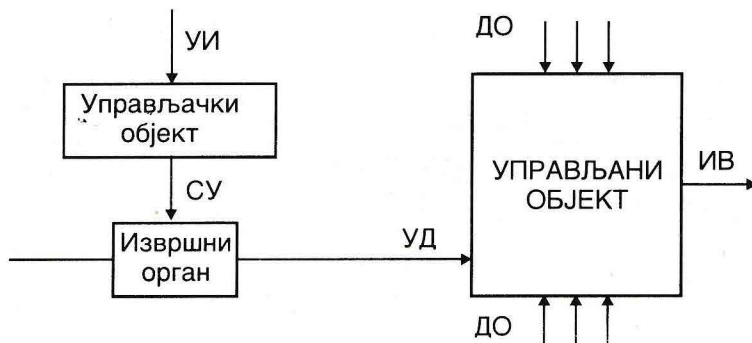 УИ
ДО
Управљачки
објект
СУ
УПРАВЉАНИ
ОБЈЕКТ
ИВ
Извршни
орган
УД
ДО